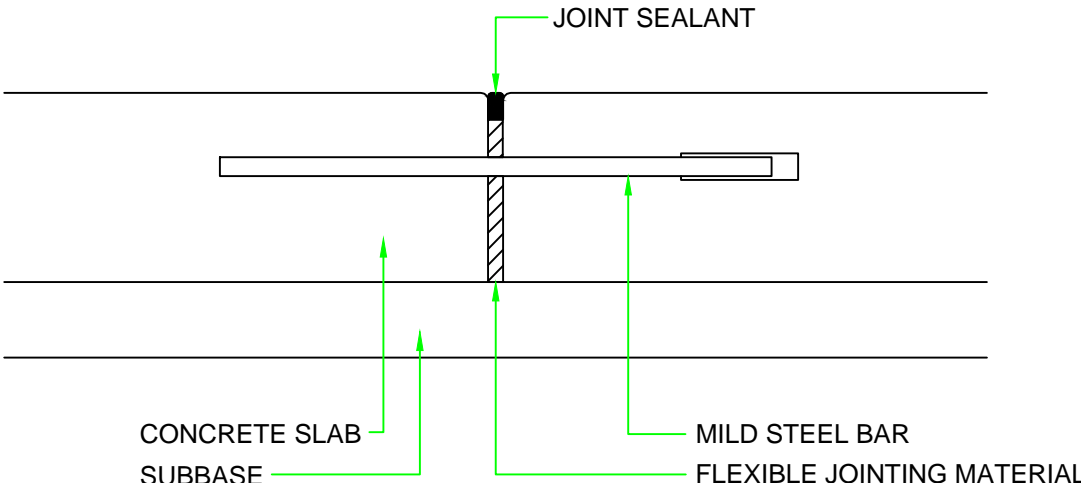 JOINT SEALANT
CONCRETE SLAB
MILD STEEL BAR
SUBBASE
FLEXIBLE JOINTING MATERIAL